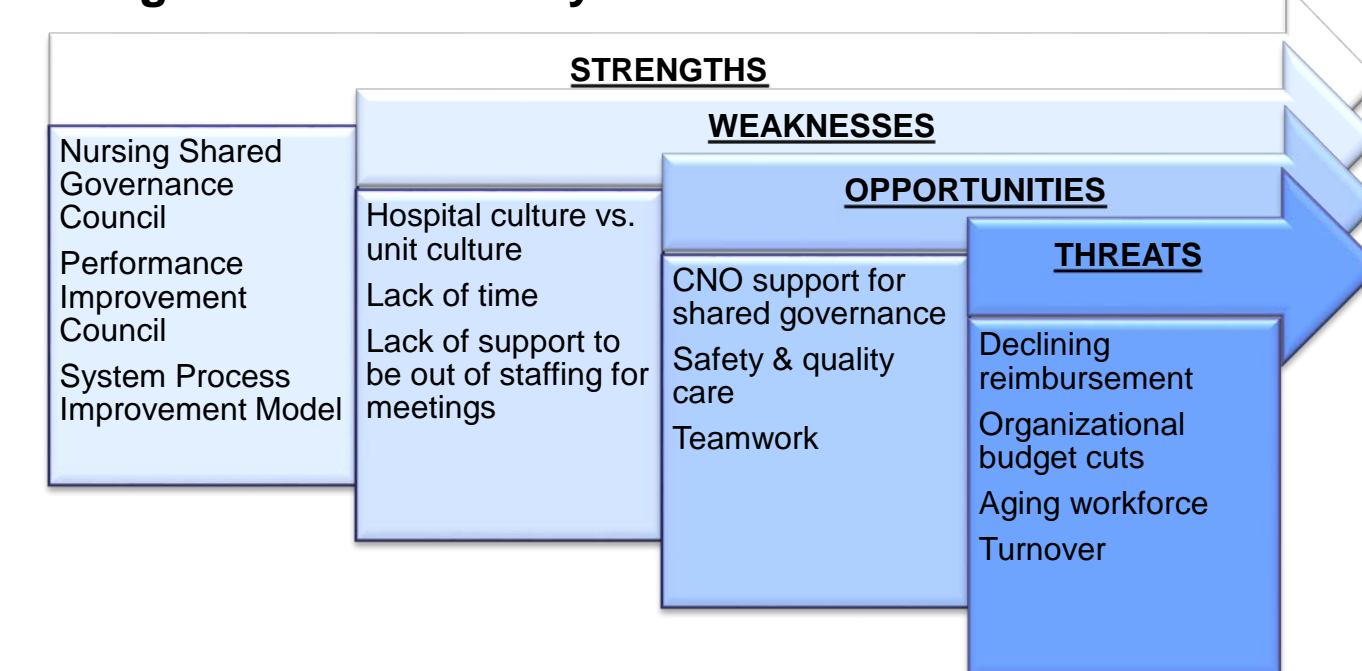 STRENGTHS
Nursing Shared
Governance
Council
Performance
Improvement
Council
System Process
Improvement Model
WEAKNESSES
Hospital culture vs.
unit culture
Lack of time
Lack of support to
be out of staffing for
meetings
OPPORTUNITIES
CNO support for
shared governance
Safety & quality
care
Teamwork
THREATS
Declining
reimbursement
Organizational
budget cuts
Aging workforce
Turnover